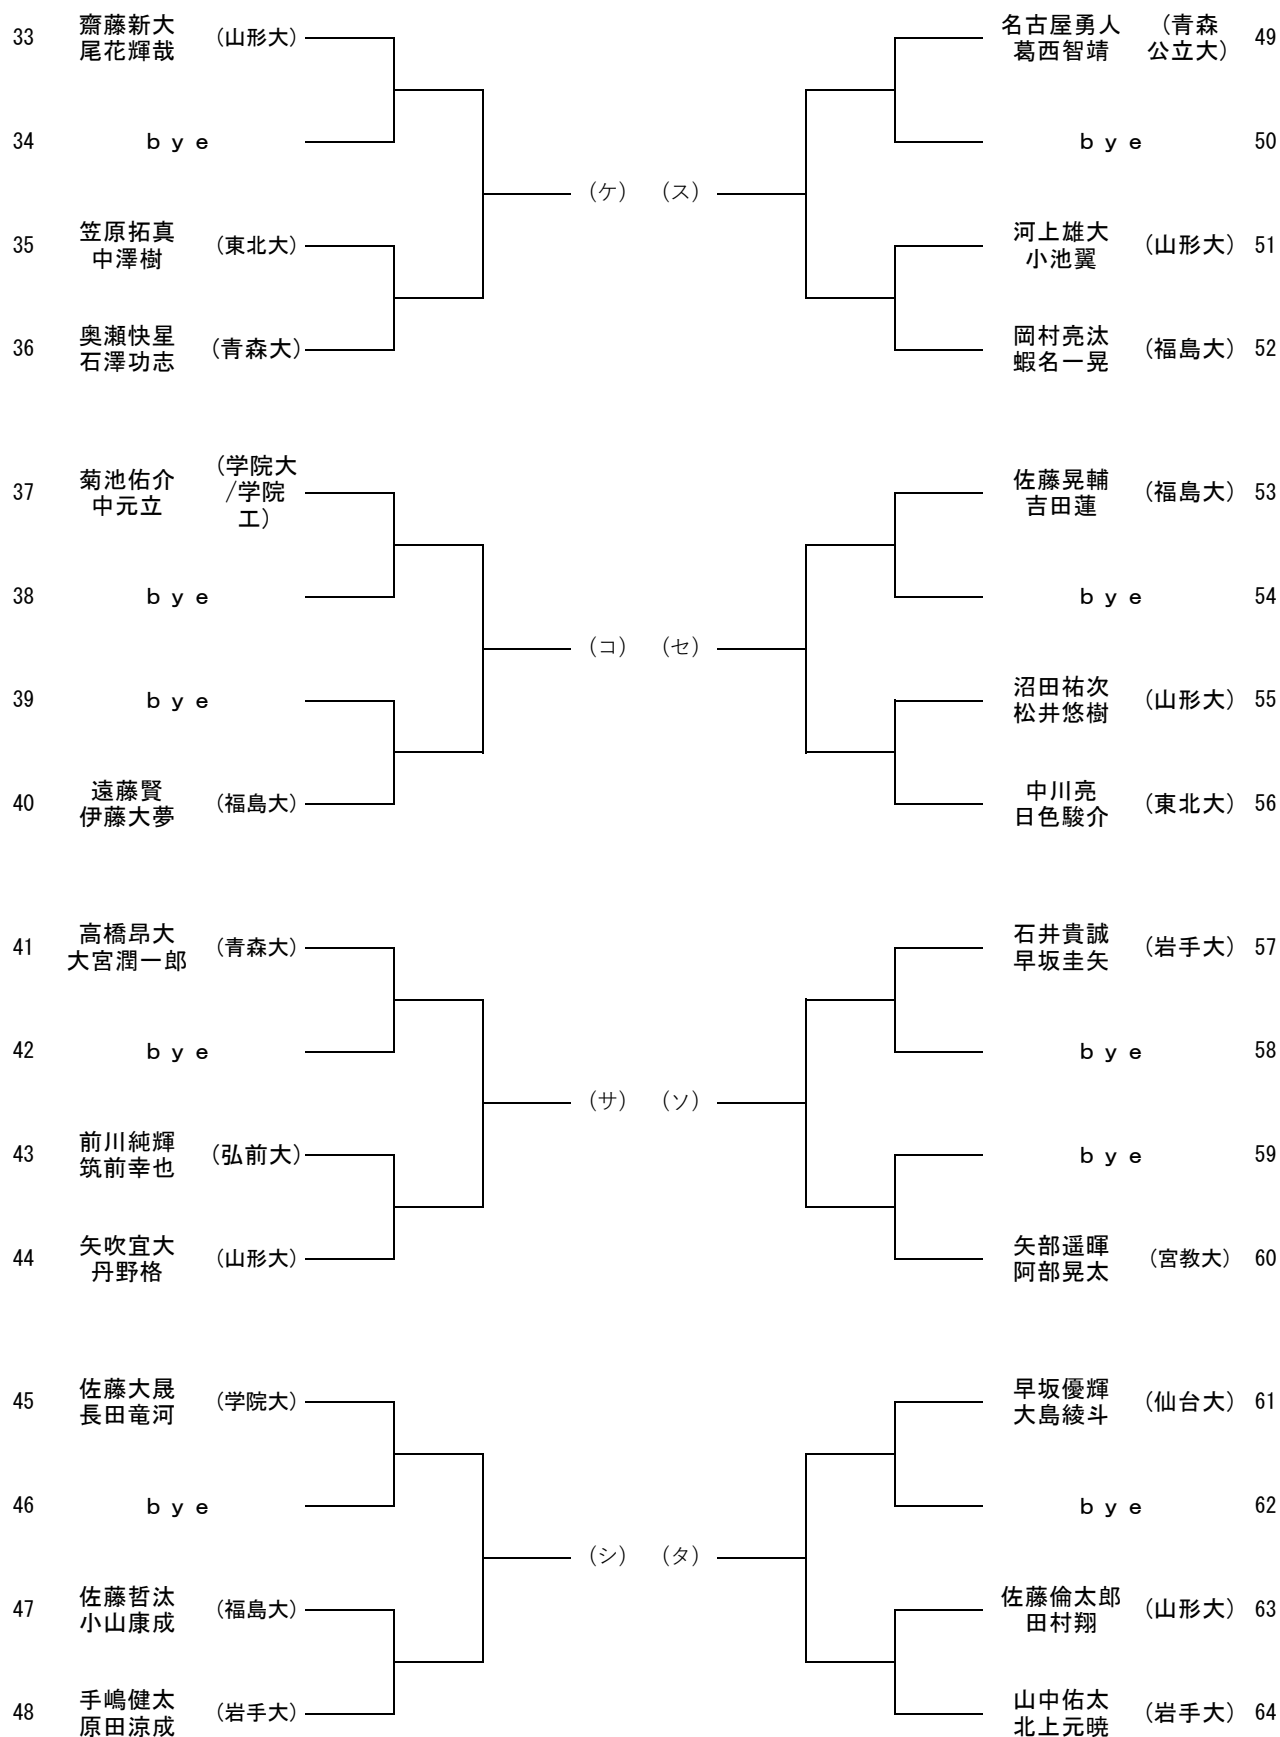 33 齋藤新大 (山形大)
尾花輝哉
34 ｂｙｅ
35 笠原拓真 (東北大)
中澤樹
36 奥瀬快星 (青森大)
石澤功志
(ケ)
37 菊池佑介 (学院大
中元立 /学院
工)
38 ｂｙｅ
39 ｂｙｅ
40 遠藤賢 (福島大)
伊藤大夢
(コ)
41 高橋昂大 (青森大)
大宮潤一郎
42 ｂｙｅ
43 前川純輝 (弘前大)
筑前幸也
44 矢吹宜大 (山形大)
丹野格
(サ)
45 佐藤大晟 (学院大)
長田竜河
46 ｂｙｅ
47 佐藤哲汰 (福島大)
小山康成
48 手嶋健太 (岩手大)
原田涼成
(シ)
名古屋勇人 (青森 49
葛西智靖 公立大)
ｂｙｅ 50
河上雄大 (山形大) 51
小池翼
岡村亮汰 (福島大) 52
蝦名一晃
(ス)
佐藤晃輔 (福島大) 53
吉田蓮
ｂｙｅ 54
沼田祐次 (山形大) 55
松井悠樹
中川亮 (東北大) 56
日色駿介
(セ)
石井貴誠 (岩手大) 57
早坂圭矢
ｂｙｅ 58
ｂｙｅ 59
矢部遥暉 (宮教大) 60
阿部晃太
(ソ)
早坂優輝 (仙台大) 61
大島綾斗
ｂｙｅ 62
佐藤倫太郎 (山形大) 63
田村翔
山中佑太 (岩手大) 64
北上元暁
(タ)